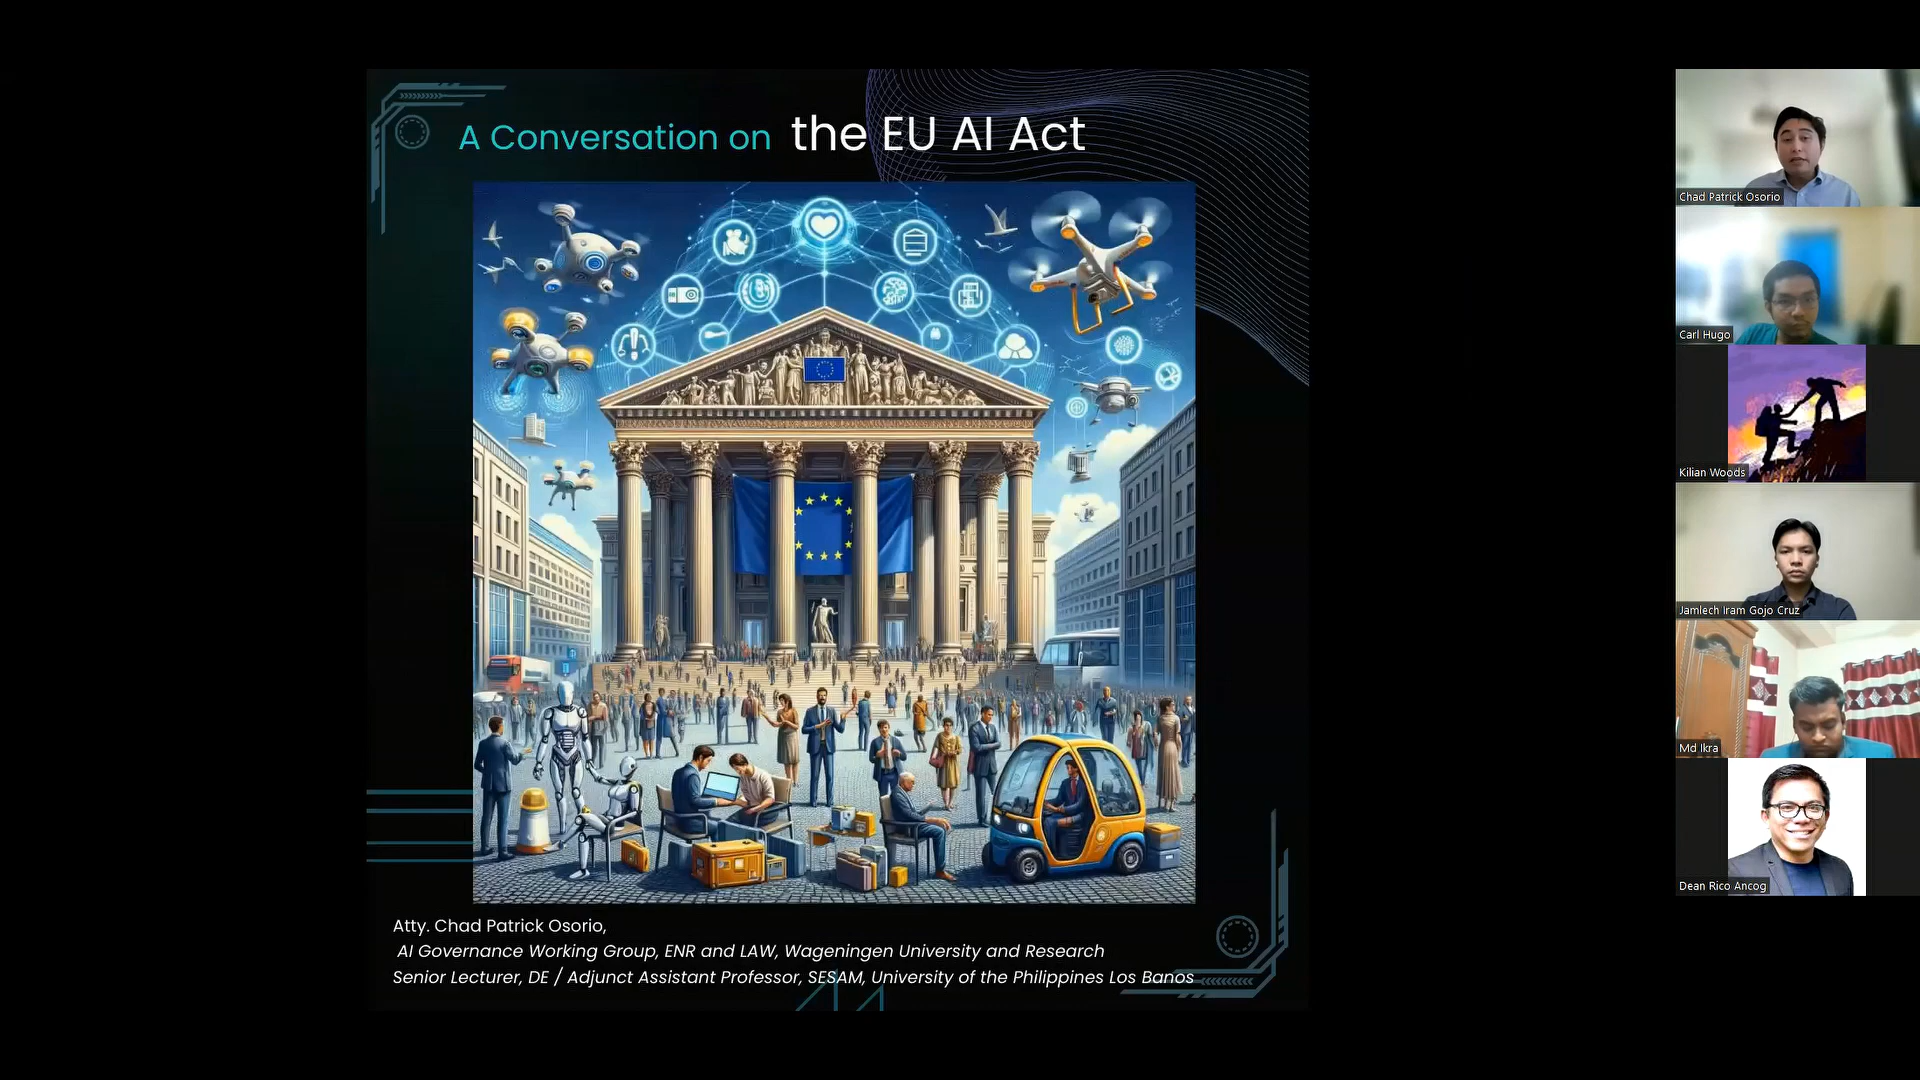 A Conversation on the EU AI Act
Atty. Chad Patrick Osorio,
AI Governance Working Group, ENR and LAW, Wageningen University and Research
Senior Lecturer, DE / Adjunct Assistant Professor, SESAM, University of the Philippines Los Banos
Chad Patrick Osorio
Carl Hugo
Kilian Woods
Jamlech Iram Gojo Cruz
Md Ikra
Dean Rico Ancog